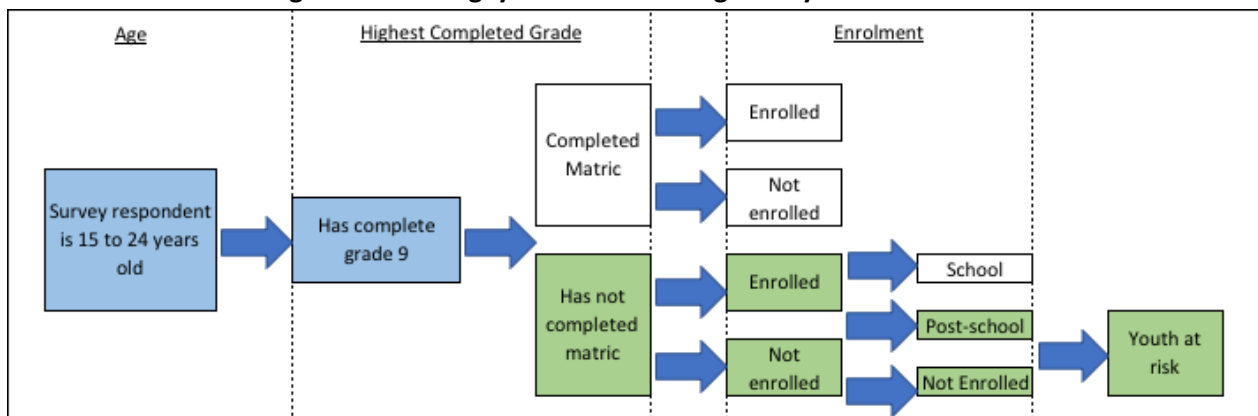 Age
Highest Completed Grade
Enrolment
Survey respondent
is 15 to 24 years
old
Has complete
grade 9
Completed
Matric
Enrolled
Not
enrolled
Has not
completed
matric
Enrolled
Not
enrolled
School
Post-school
Not Enrolled
Youth at
risk